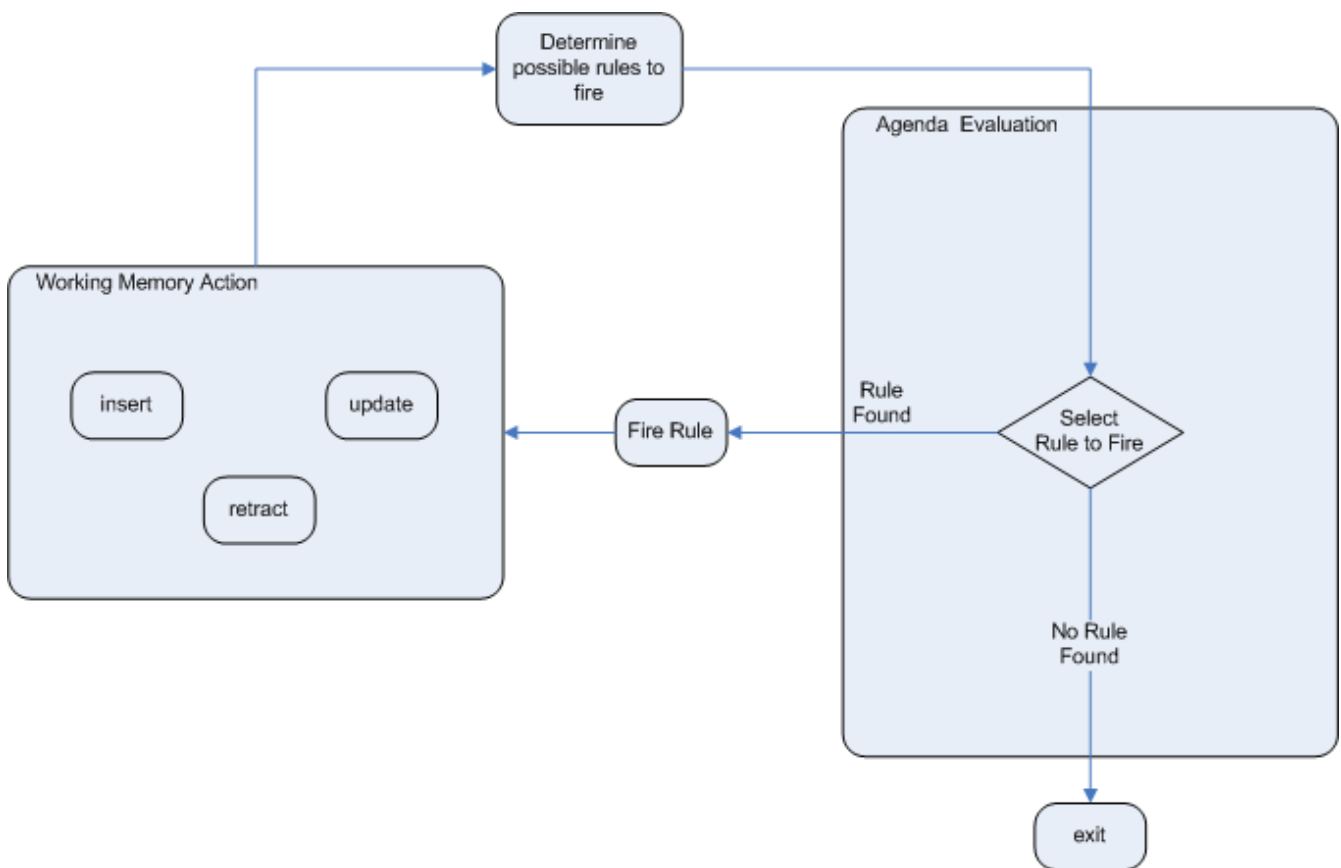 Determine
possible rules to
fire
Agenda Evaluation
Working Memory Action
insert
update
retract
Fire Rule
Rule
Found
Select
Rule to Fire
No Rule
Found
exit